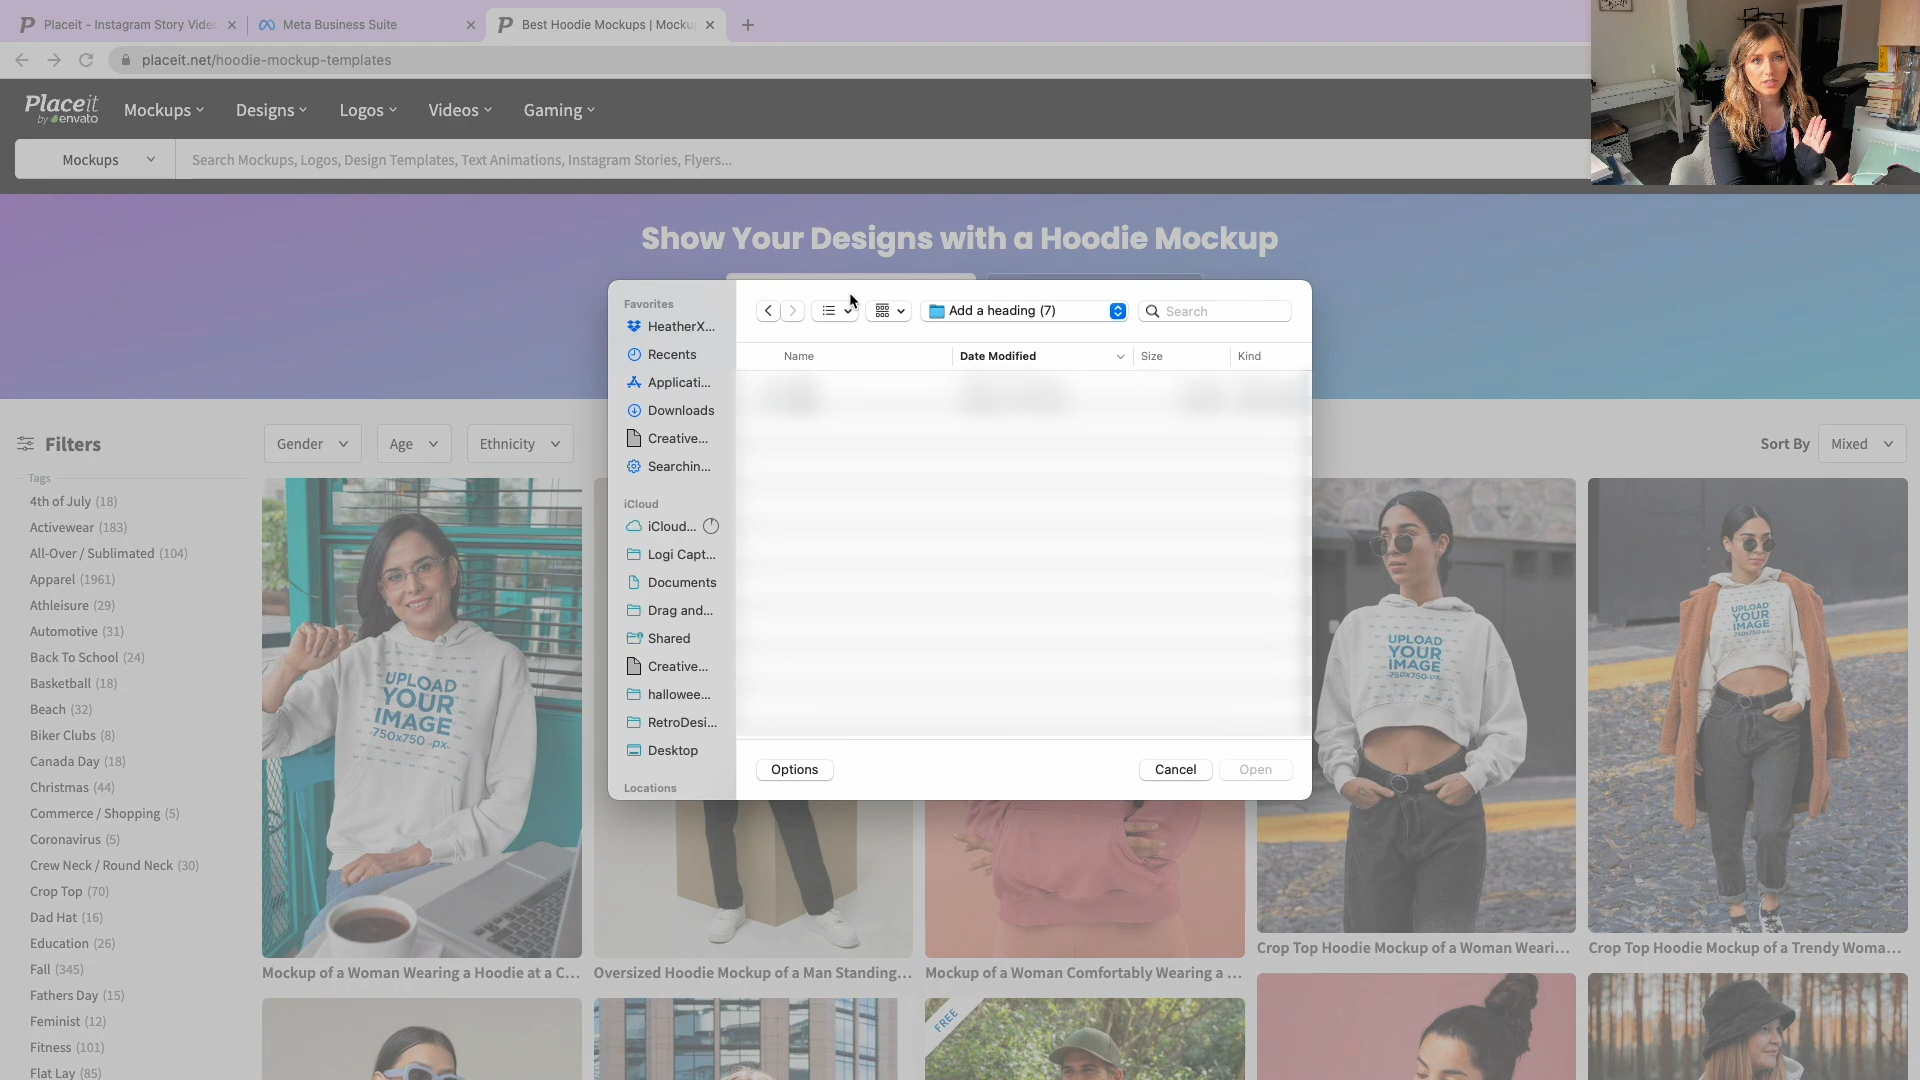 Placeit - Instagram Story Video
Meta Business Suite
Best Hoodie Mockups | Mocku
placeit.net/hoodie-mockup-templates
Placeit
by envato
Mockups
Designs
Logos
Videos
Gaming
Mockups
Search Mockups, Logos, Design Templates, Text Animations, Instagram Stories, Flyers...
Show Your Designs with a Hoodie Mockup
Favorites
HeatherX...
Recents
Applicati...
Downloads
Creative...
Searchin...
iCloud
iCloud...
Logi Capt...
Documents
Drag and...
Shared
Creative...
hallowee...
RetroDesi...
Desktop
Locations
Add a heading (7)
Search
Name
Date Modified
Size
Kind
Options
Cancel
Open
Filters
Gender
Age
Ethnicity
Sort By
Mixed
Tags
4th of July (18)
Activewear (183)
All-Over / Sublimated (104)
Apparel (1961)
Athleisure (29)
Automotive (31)
Back To School (24)
Basketball (18)
Beach (32)
Biker Clubs (8)
Canada Day (18)
Christmas (44)
Commerce / Shopping (5)
Coronavirus (5)
Crew Neck / Round Neck (30)
Crop Top (70)
Dad Hat (16)
Education (26)
Fall (345)
Fathers Day (15)
Feminist (12)
Fitness (101)
Flat Lay (85)
UPLOAD
YOUR
IMAGE
750x750 px
UPLOAD
YOUR
IMAGE
750x750 px
UPLOAD
YOUR
IMAGE
750x750 px
Mockup of a Woman Wearing a Hoodie at a C...
Oversized Hoodie Mockup of a Man Standing...
Mockup of a Woman Comfortably Wearing a ...
Crop Top Hoodie Mockup of a Woman Weari...
Crop Top Hoodie Mockup of a Trendy Woma...
FREE